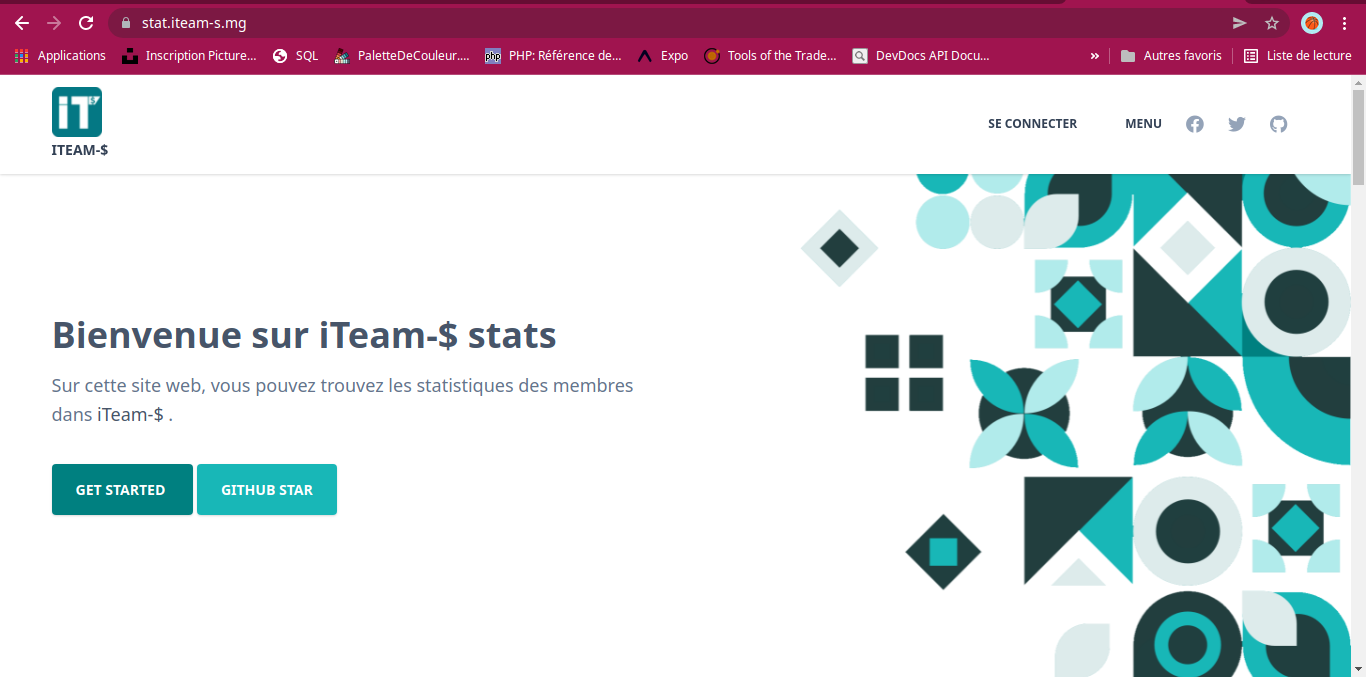 stat.iteam-s.mg
Applications
Inscription Picture...
SQL
PaletteDeCouleur....
php
PHP: Référence de...
Expo
Tools of the Trade...
DevDocs API Docu...
»
Autres favoris
Liste de lecture
iT$
ITEAM-$
SE CONNECTER
MENU
Bienvenue sur iTeam-$ stats
Sur cette site web, vous pouvez trouvez les statistiques des membres
dans iTeam-$ .
GET STARTED
GITHUB STAR